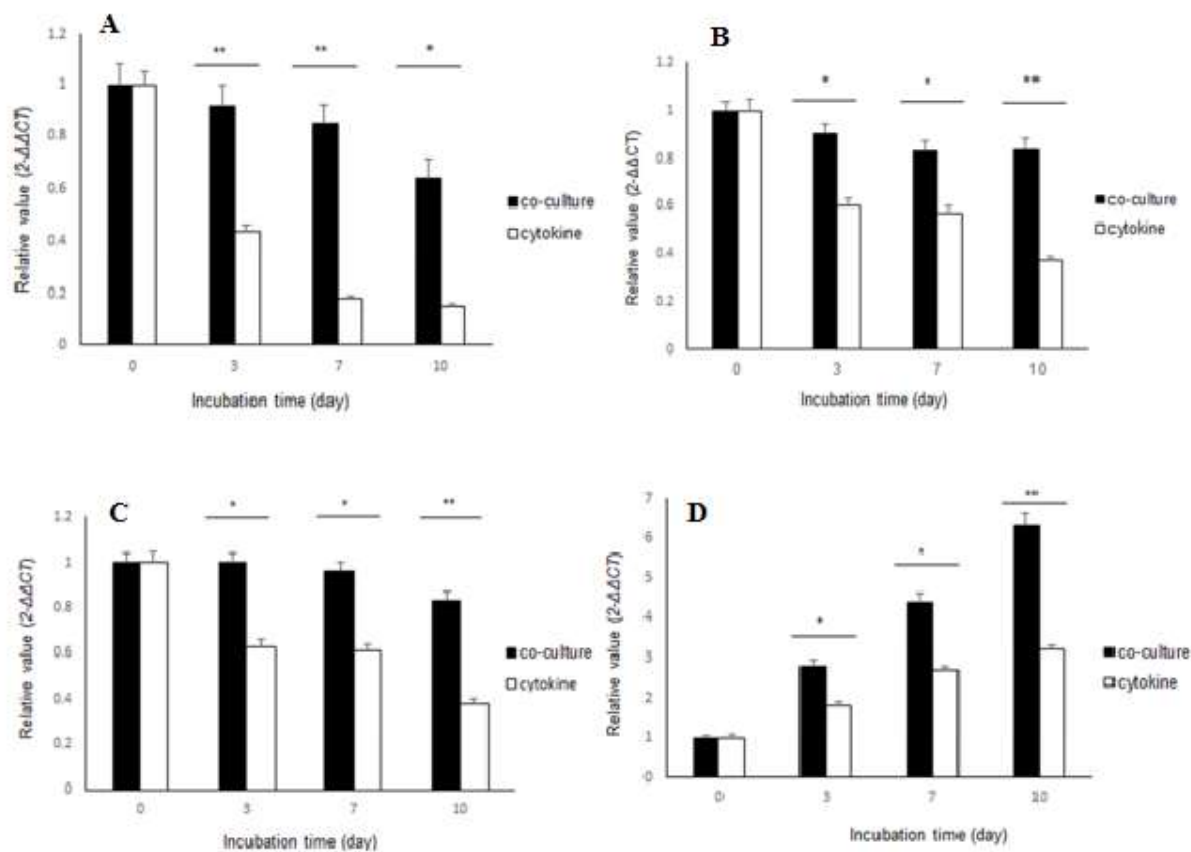 A
1.2
1
0.8
0.6
0.4
0.2
0
Relative value (2-ΔΔCT)
** ** *
0 3 7 10
Incubation time (day)
co-culture
cytokine
B
1.2
1
0.8
0.6
0.4
0.2
0
Relative value (2-ΔΔCT)
* * **
0 3 7 10
Incubation time (day)
co-culture
cytokine
C
1.2
1
0.8
0.6
0.4
0.2
0
Relative value (2-ΔΔCT)
* * **
0 3 7 10
Incubation time (day)
co-culture
cytokine
D
7
6
5
4
3
2
1
0
Relative value ((2-ΔΔCT)
* * **
0 3 7 10
Incubation time (day)
co-culture
cytokine